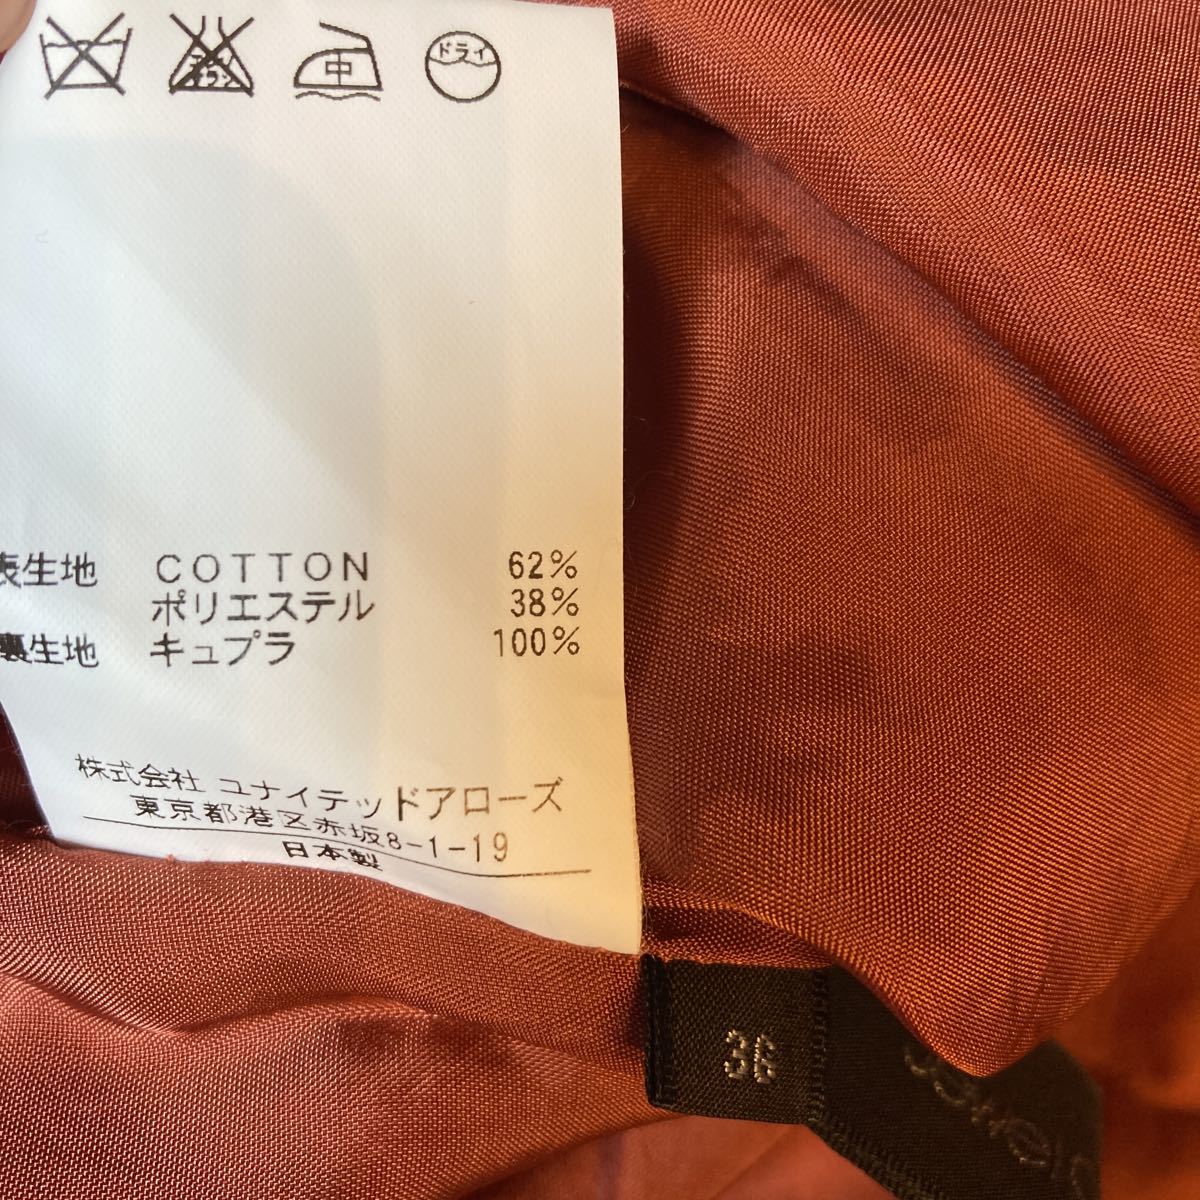 中 ドライ
表生地 COTTON 62%
ポリエステル 38%
裏生地 キュプラ 100%
株式会社 ユナイテッドアローズ
東京都港区赤坂8-1-19
日本製
36